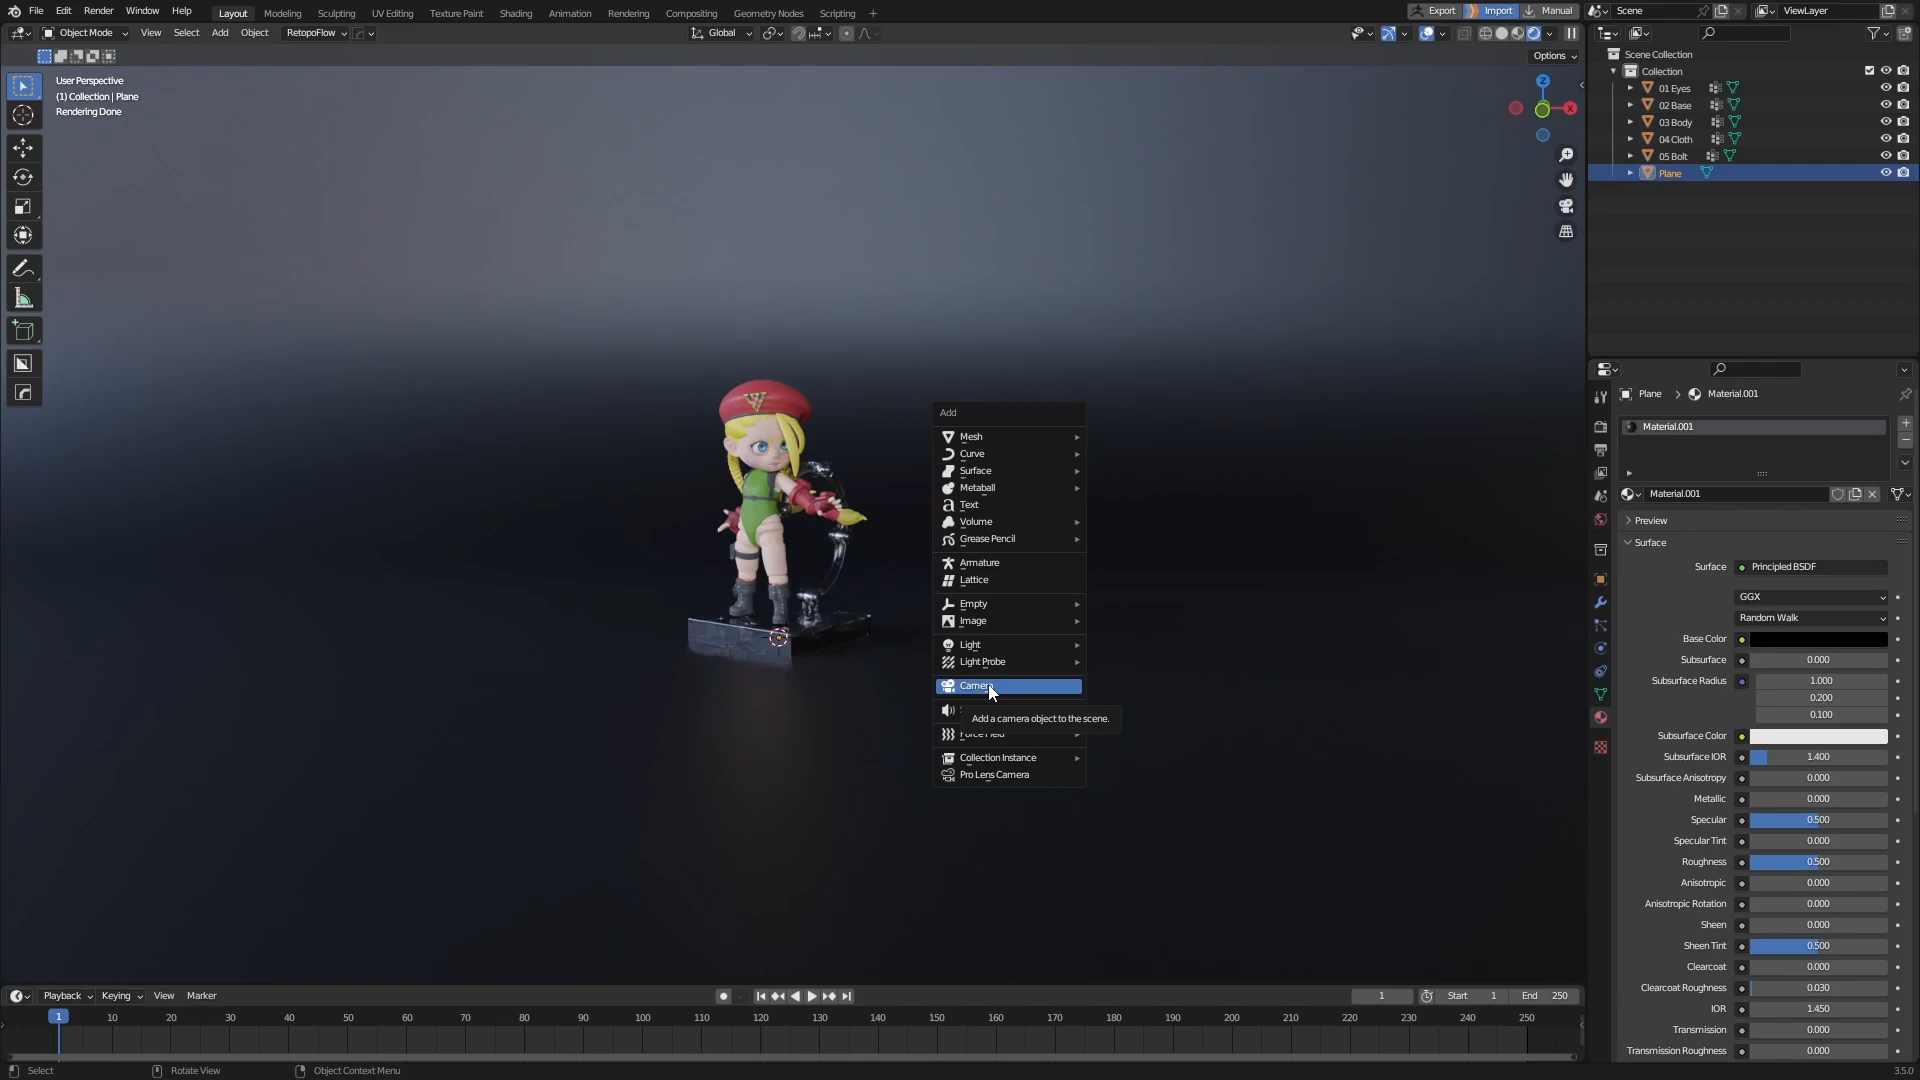 File Edit Render Window Help Layout Modeling Sculpting UV Editing Texture Paint Shading Animation Rendering Compositing Geometry Nodes Scripting + Export Import Manual Scene ViewLayer
Object Mode View Select Add Object RetopoFlow Global
Options
User Perspective
(1) Collection | Plane
Rendering Done
Z
X
Scene Collection
Collection
01 Eyes
02 Base
03 Body
04 Cloth
05 Bolt
Plane
Add
Mesh
Curve
Surface
Metaball
Text
Volume
Grease Pencil
Armature
Lattice
Empty
Image
Light
Light Probe
Camera
Add a camera object to the scene.
Force Field
Collection Instance
Pro Lens Camera
Plane > Material.001
Material.001
Material.001
Preview
Surface
Surface Principled BSDF
GGX
Random Walk
Base Color
Subsurface 0.000
Subsurface Radius 1.000
0.200
0.100
Subsurface Color
Subsurface IOR 1.400
Subsurface Anisotropy 0.000
Metallic 0.000
Specular 0.500
Specular Tint 0.000
Roughness 0.500
Anisotropic 0.000
Anisotropic Rotation 0.000
Sheen 0.000
Sheen Tint 0.500
Clearcoat 0.000
Clearcoat Roughness 0.030
IOR 1.450
Transmission 0.000
Transmission Roughness 0.000
Playback Keying View Marker 1 Start 1 End 250
1 10 20 30 40 50 60 70 80 90 100 110 120 130 140 150 160 170 180 190 200 210 220 230 240 250
Select Rotate View Object Context Menu 3.5.0